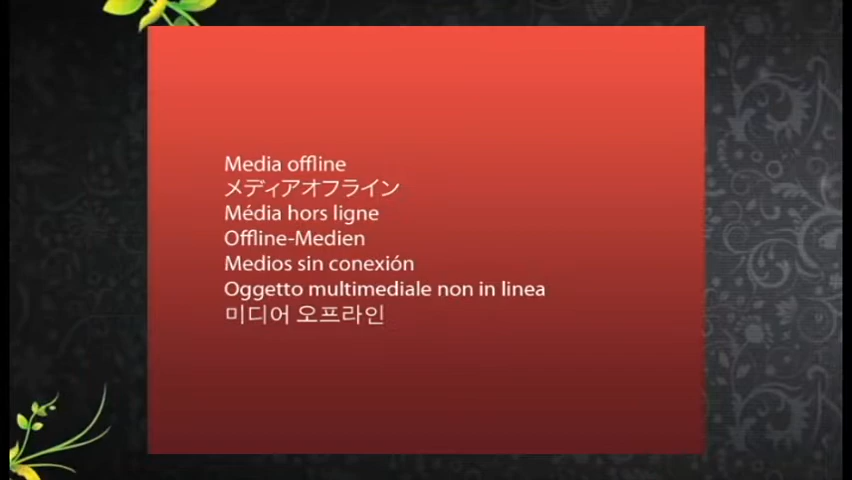 Media offline
メディアオフライン
Média hors ligne
Offline-Medien
Medios sin conexión
Oggetto multimediale non in linea
미디어 오프라인